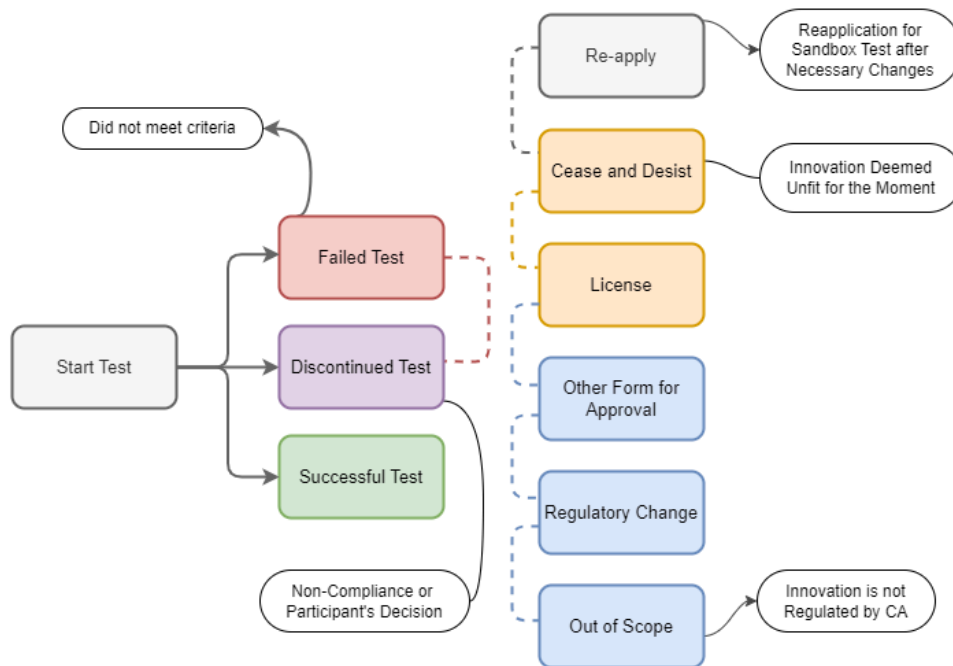 Re-apply
Reapplication for
Sandbox Test after
Necessary Changes
Did not meet criteria
Cease and Desist
Innovation Deemed
Unfit for the Moment
Failed Test
License
Start Test
Discontinued Test
Other Form for
Approval
Successful Test
Regulatory Change
Non-Compliance or
Participant's Decision
Out of Scope
Innovation is not
Regulated by CA